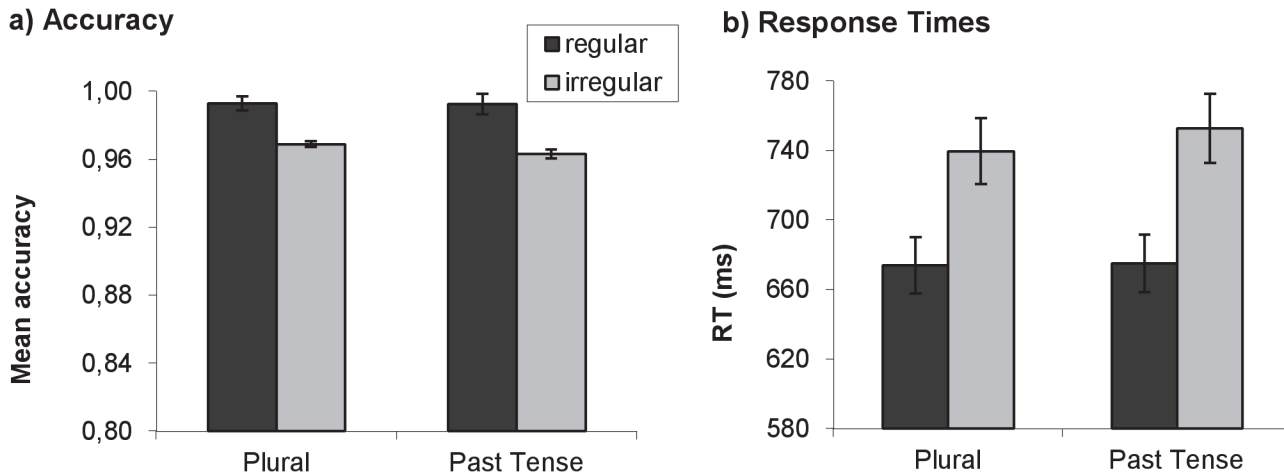 a) Accuracy
regular
irregular
Mean accuracy
1,00
0,96
0,92
0,88
0,84
0,80
Plural
Past Tense
b) Response Times
RT (ms)
780
740
700
660
620
580
Plural
Past Tense